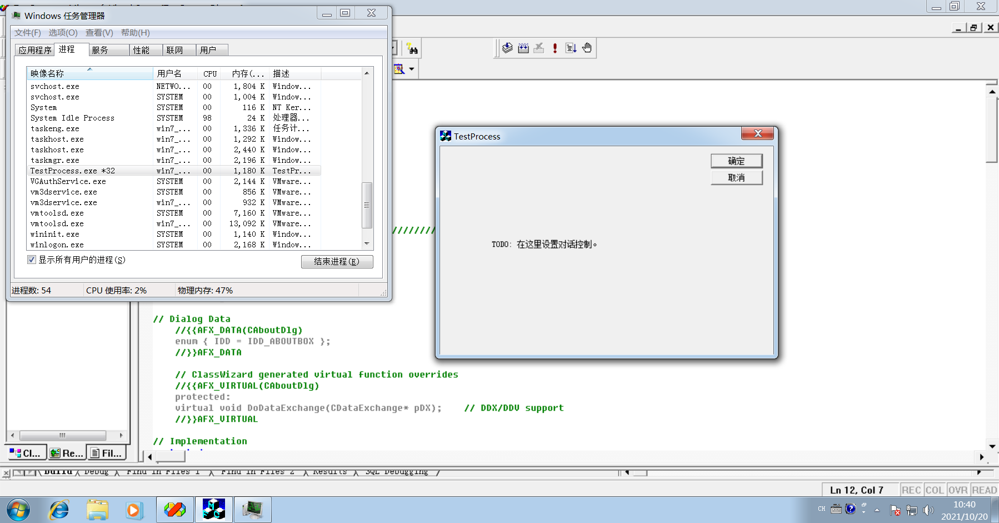 Windows 任务管理器
文件(F) 选项(O) 查看(V) 帮助(H)
应用程序 进程 服务 性能 联网 用户
映像名称 用户名 CPU 内存(... 描述
svchost.exe NETWO... 00 1,804 K Window...
svchost.exe SYSTEM 00 1,004 K Window...
System SYSTEM 00 116 K NT Ker...
System Idle Process SYSTEM 98 24 K 处理器...
taskeng.exe win7_... 00 1,336 K 任务计...
taskhost.exe win7_... 00 1,292 K Window...
taskhost.exe win7_... 00 2,440 K Window...
taskmgr.exe win7_... 00 2,196 K Window...
TestProcess.exe *32 win7_... 00 1,180 K TestPr...
VGAuthService.exe SYSTEM 00 2,144 K VMware...
vm3dservice.exe SYSTEM 00 856 K VMware...
vm3dservice.exe win7_... 00 932 K VMware...
vmtoolsd.exe SYSTEM 00 7,160 K VMware...
vmtoolsd.exe win7_... 00 13,092 K VMware...
wininit.exe SYSTEM 00 1,140 K Window...
winlogon.exe SYSTEM 00 2,168 K Window...
显示所有用户的进程(S) 结束进程(E)
进程数: 54 CPU 使用率: 2% 物理内存: 47%
TestProcess
确定
取消
TODO: 在这里设置对话控制。
////////
// Dialog Data
//{{AFX_DATA(CAboutDlg)
enum { IDD = IDD_ABOUTBOX };
//}}AFX_DATA
// ClassWizard generated virtual function overrides
//{{AFX_VIRTUAL(CAboutDlg)
protected:
virtual void DoDataExchange(CDataExchange* pDX);    // DDX/DDV support
//}}AFX_VIRTUAL
// Implementation
Cl... Re... Fil...
Build Debug Find in Files 1 Find in Files 2 Results SQL Debugging
Ln 12, Col 7 REC COL OVR READ
CH
10:40
2021/10/20